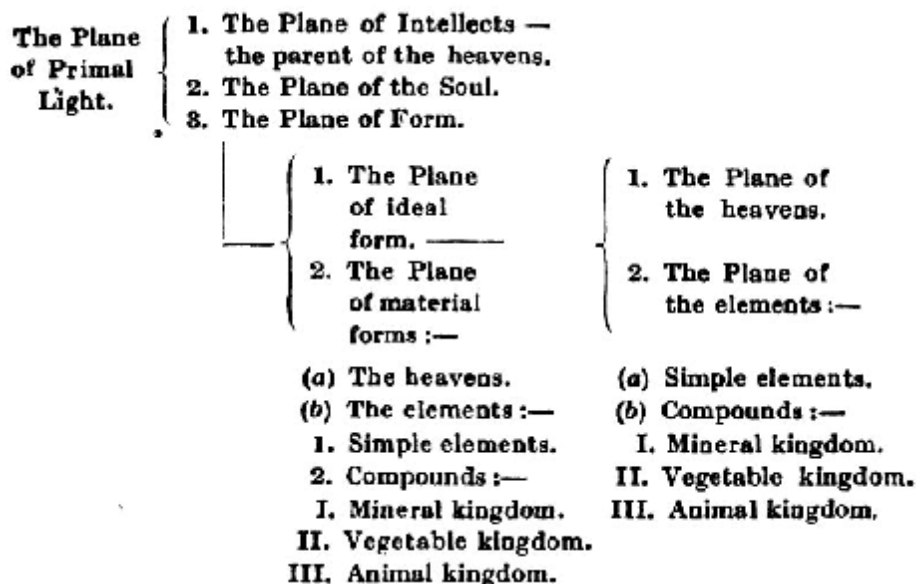 The Plane
of Primal
Light.
1. The Plane of Intellects —
the parent of the heavens.
2. The Plane of the Soul.
3. The Plane of Form.
1. The Plane
of ideal
form. ——
2. The Plane
of material
forms :—
(a) The heavens.
(b) The elements :—
1. Simple elements.
2. Compounds :—
I. Mineral kingdom.
II. Vegetable kingdom.
III. Animal kingdom.
1. The Plane of
the heavens.
2. The Plane of
the elements :—
(a) Simple elements.
(b) Compounds :—
I. Mineral kingdom.
II. Vegetable kingdom.
III. Animal kingdom.